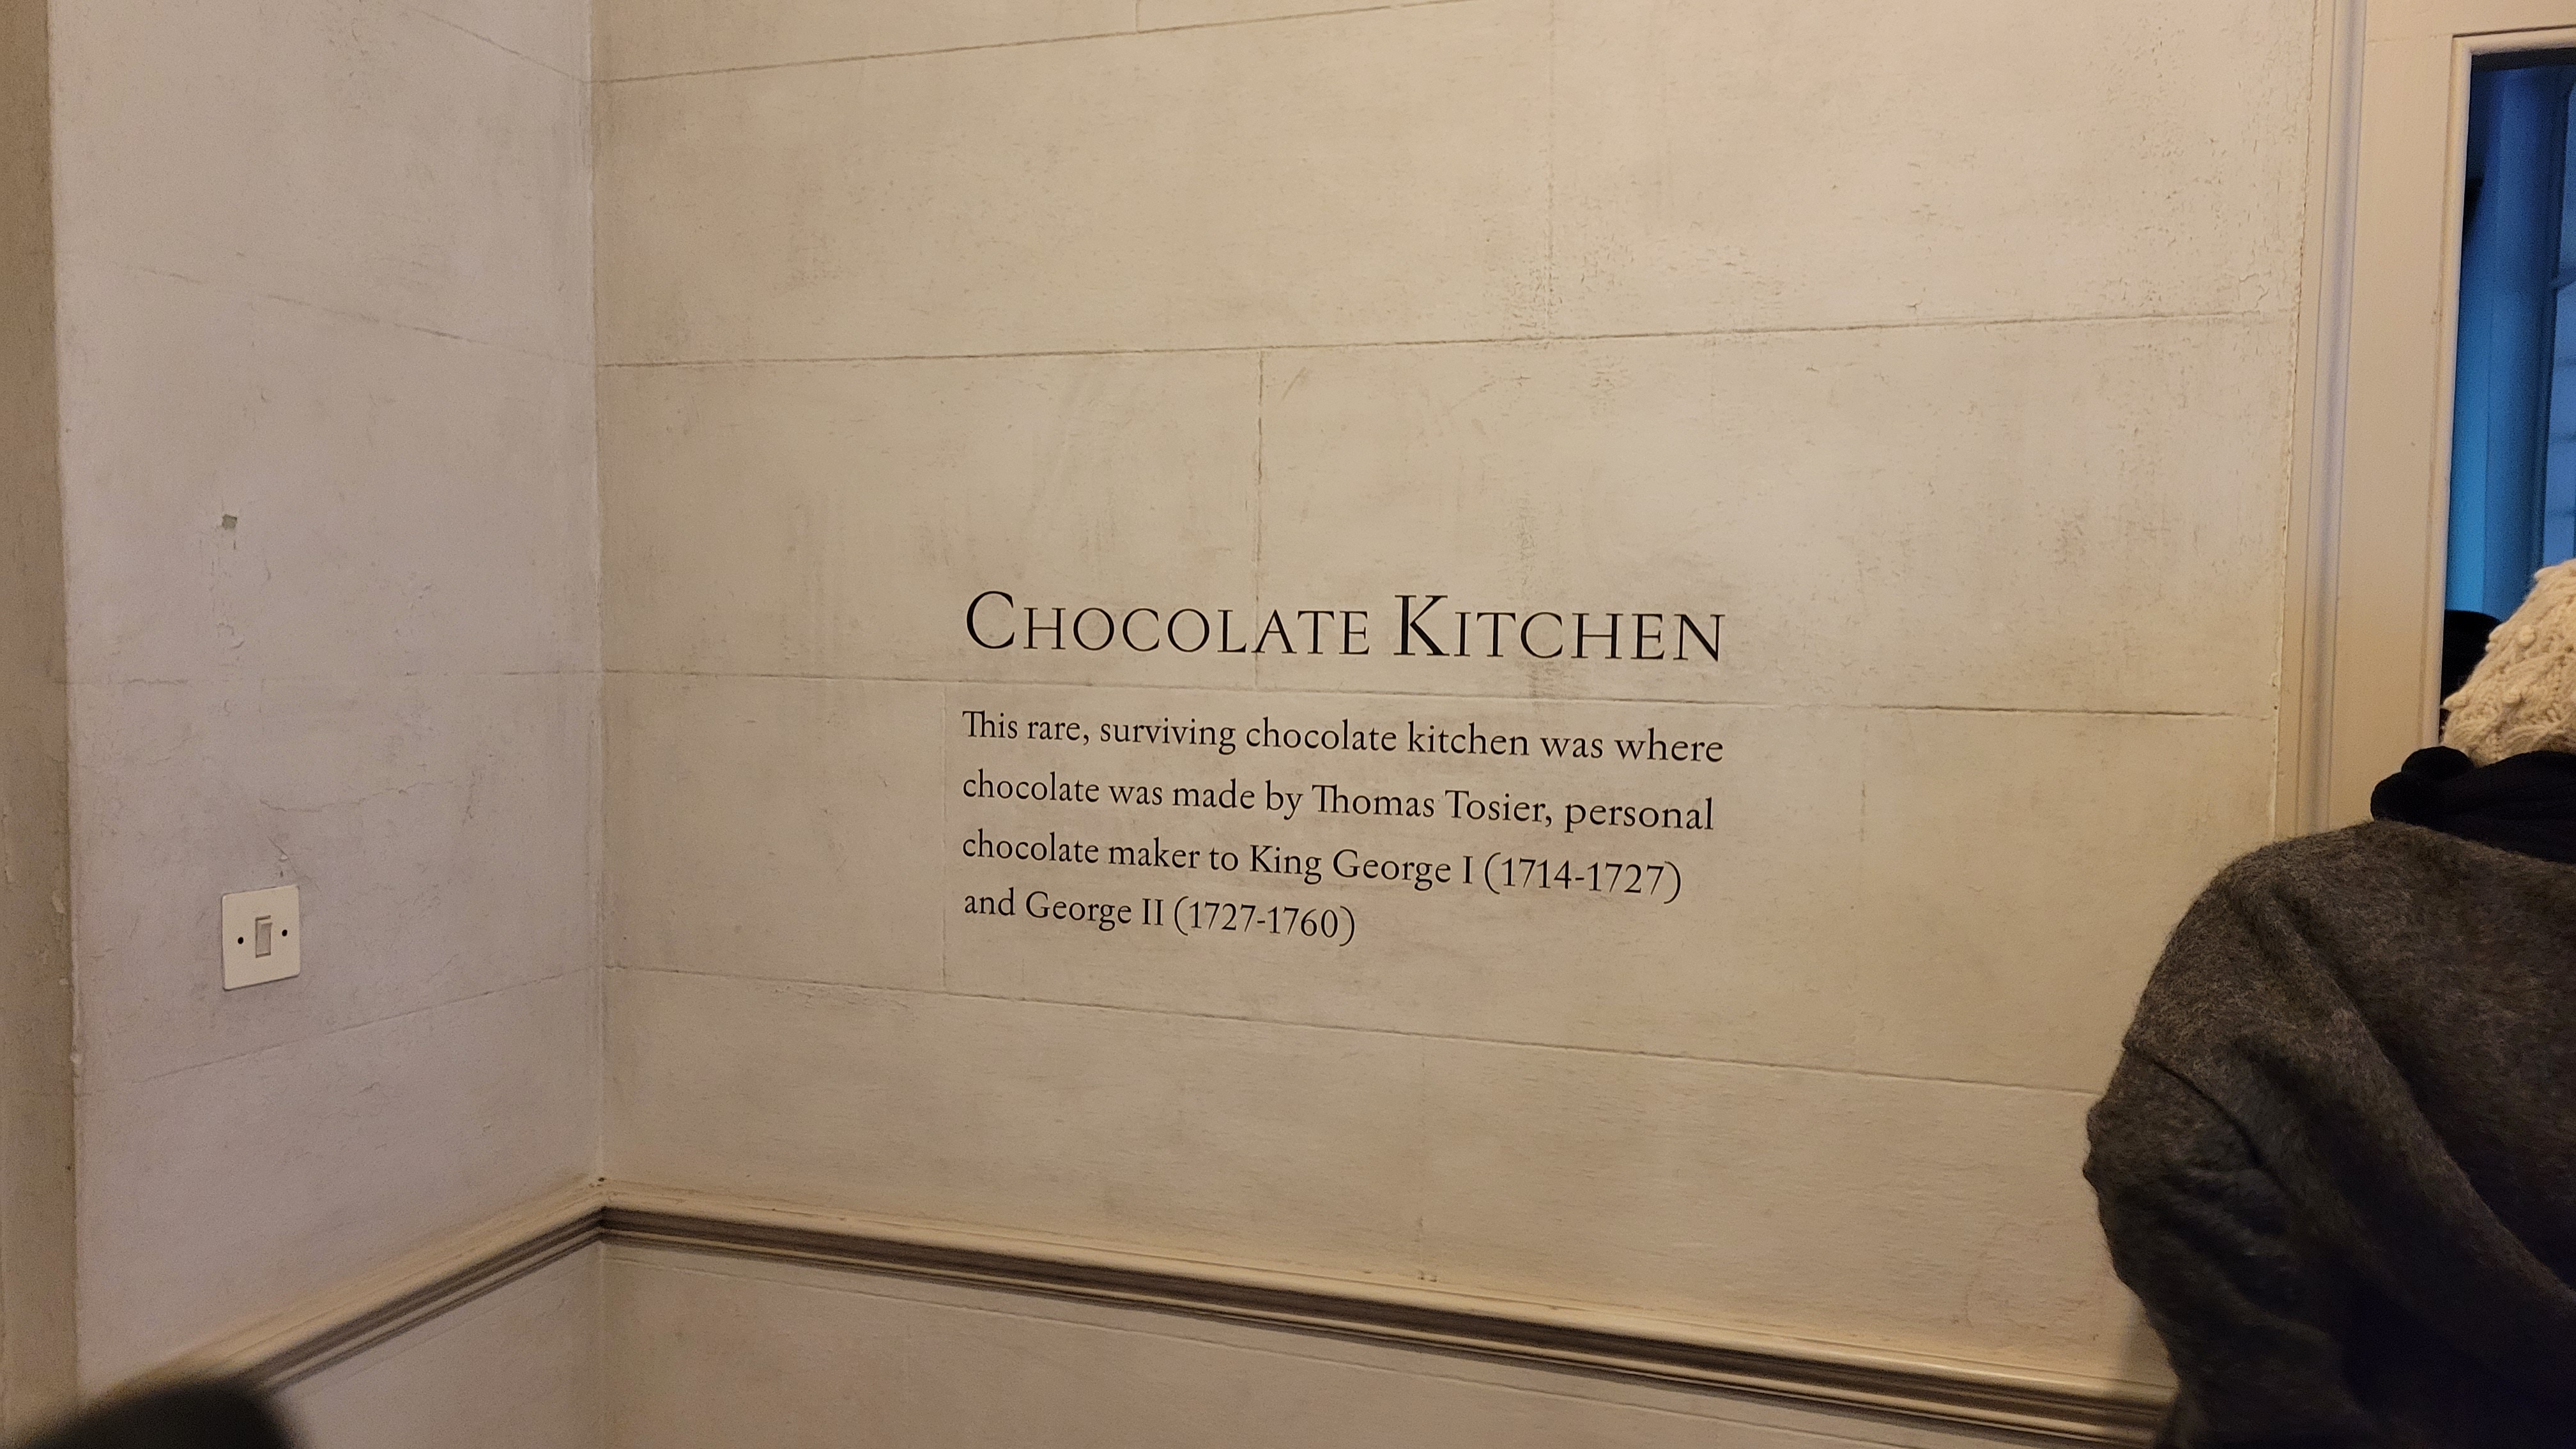 CHOCOLATE KITCHEN
This rare, surviving chocolate kitchen was where
chocolate was made by Thomas Tosier, personal
chocolate maker to King George I (1714-1727)
and George II (1727-1760)